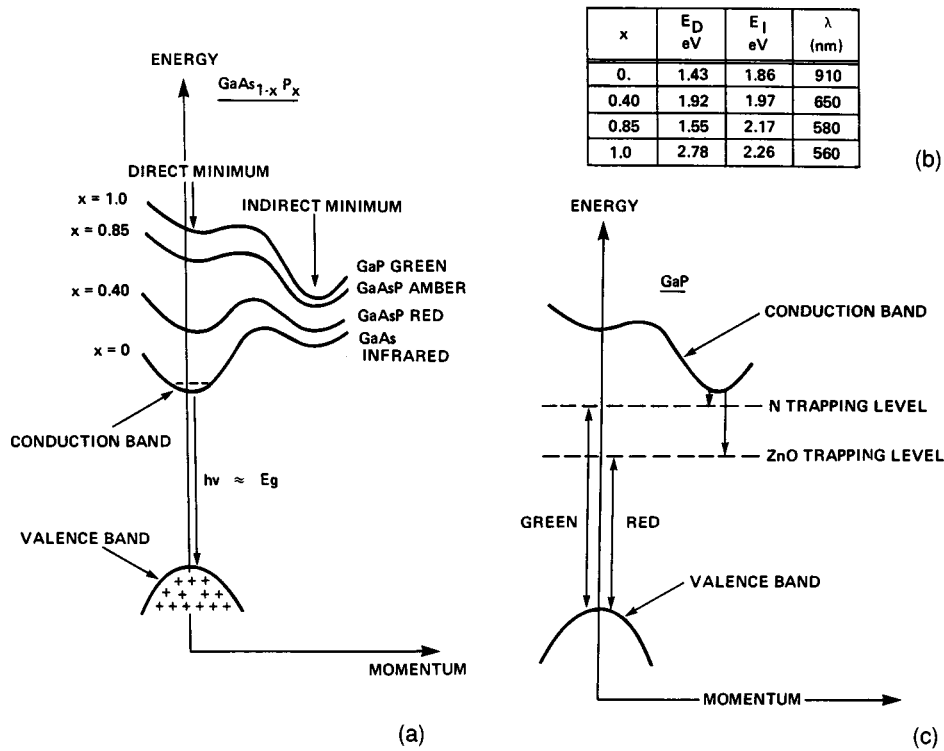 ENERGY
GaAs1-x Px
DIRECT MINIMUM
x = 1.0
INDIRECT MINIMUM
x = 0.85
GaP GREEN
GaAsP AMBER
x = 0.40
GaAsP RED
x = 0
GaAs
INFRARED
CONDUCTION BAND
hν ≈ Eg
VALENCE BAND
+ + +
+ + + +
+ + + + + +
MOMENTUM
(a)
x ED eV EI eV λ (nm)
0. 1.43 1.86 910
0.40 1.92 1.97 650
0.85 1.55 2.17 580
1.0 2.78 2.26 560
(b)
ENERGY
GaP
CONDUCTION BAND
N TRAPPING LEVEL
ZnO TRAPPING LEVEL
GREEN RED
VALENCE BAND
MOMENTUM
(c)